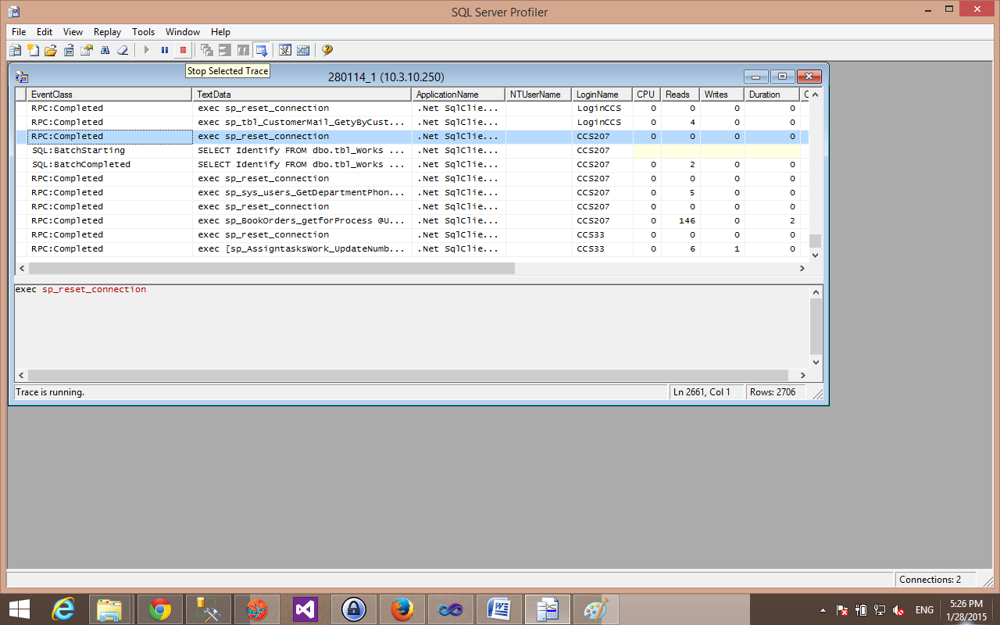 SQL Server Profiler
File Edit View Replay Tools Window Help
Stop Selected Trace
280114_1 (10.3.10.250)
EventClass TextData ApplicationName NTUserName LoginName CPU Reads Writes Duration C
RPC:Completed exec sp_reset_connection .Net SqlClie... LoginCCS 0 0 0 0
RPC:Completed exec sp_tbl_CustomerMail_GetyByCust... .Net SqlClie... LoginCCS 0 4 0 0
RPC:Completed exec sp_reset_connection .Net SqlClie... CCS207 0 0 0 0
SQL:BatchStarting SELECT Identify FROM dbo.tbl_Works ... .Net SqlClie... CCS207
SQL:BatchCompleted SELECT Identify FROM dbo.tbl_Works ... .Net SqlClie... CCS207 0 2 0 0
RPC:Completed exec sp_reset_connection .Net SqlClie... CCS207 0 0 0 0
RPC:Completed exec sp_sys_users_GetDepartmentPhon... .Net SqlClie... CCS207 0 5 0 0
RPC:Completed exec sp_reset_connection .Net SqlClie... CCS207 0 0 0 0
RPC:Completed exec sp_BookOrders_getforProcess @U... .Net SqlClie... CCS207 0 146 0 2
RPC:Completed exec sp_reset_connection .Net SqlClie... CCS33 0 0 0 0
RPC:Completed exec [sp_AssigntasksWork_UpdateNumb... .Net SqlClie... CCS33 0 6 1 0
exec sp_reset_connection
Trace is running. Ln 2661, Col 1 Rows: 2706
Connections: 2
ENG
5:26 PM
1/28/2015